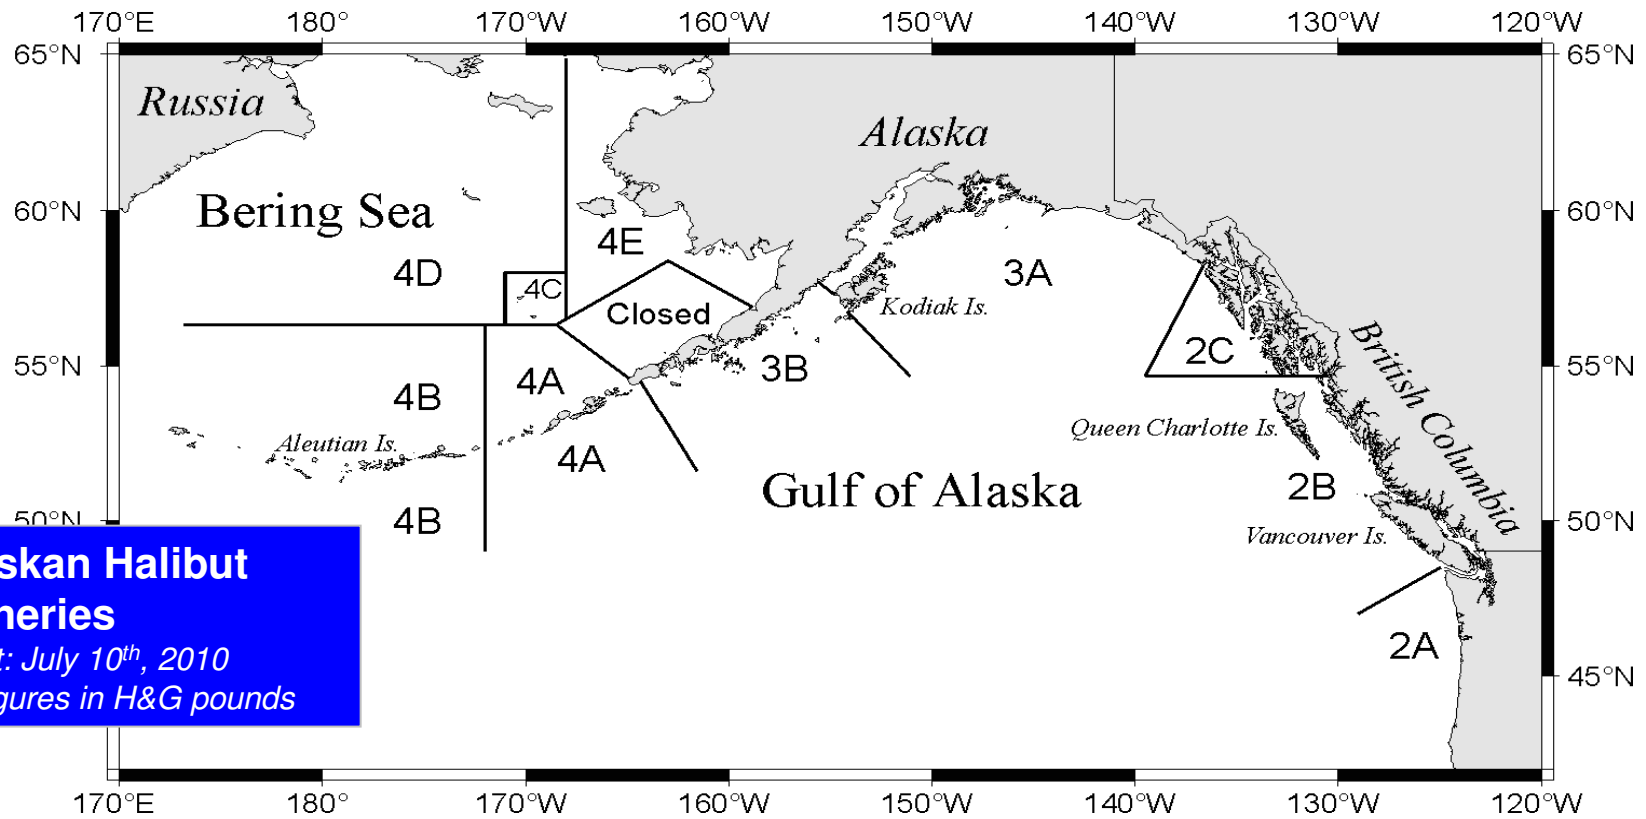 170°E 180° 170°W 160°W 150°W 140°W 130°W 120°W
65°N 65°N
Russia
Alaska
Bering Sea
60°N 60°N
4E
4D
3A
4C
Closed
Kodiak Is.
British Columbia
2C
55°N 55°N
3B
4A
4B
Queen Charlotte Is.
Aleutian Is.
4A
Gulf of Alaska
2B
50°N 50°N
4B
Vancouver Is.
skan Halibut
neries
t: July 10th, 2010
gures in H&G pounds
2A
45°N
170°E 180° 170°W 160°W 150°W 140°W 130°W 120°W